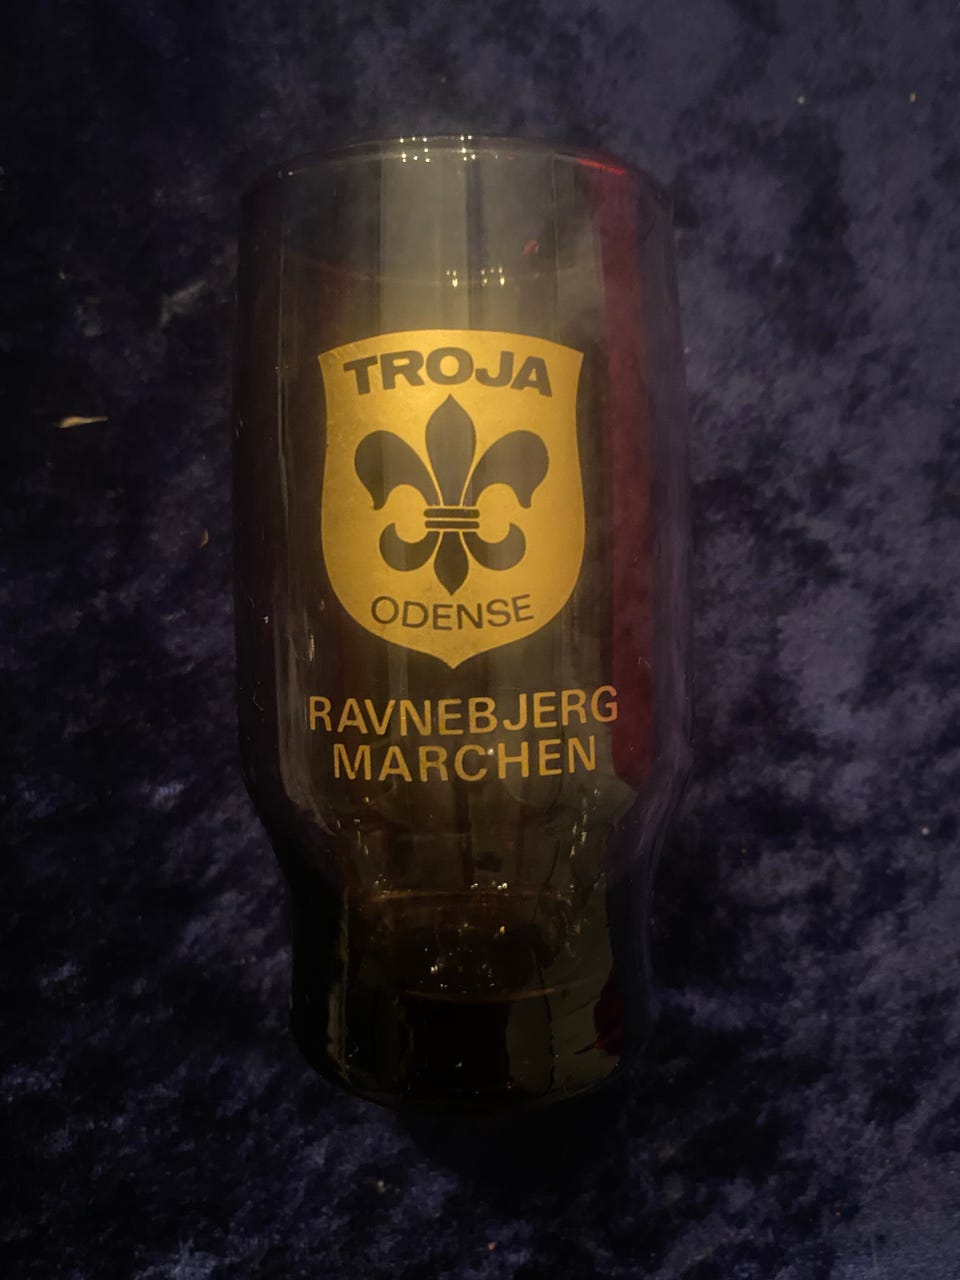 TROJA
ODENSE
RAVNEBJERG
MARCHEN